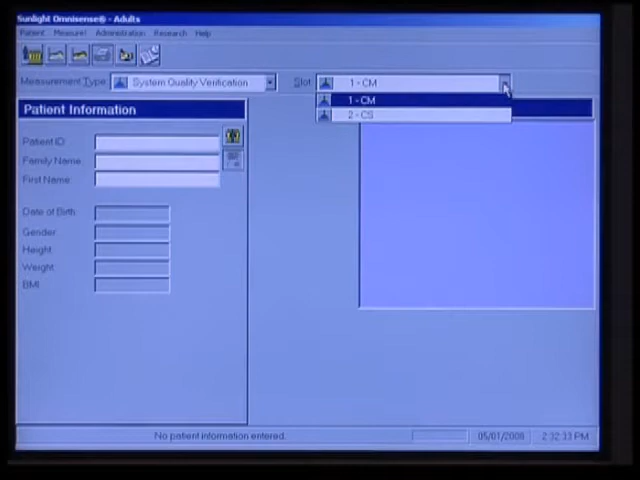 Sunlight Omnisense® - Adults
Patient Measure! Administration Research Help
Measurement Type: System Quality Verification Slot: 1 - CM
1 - CM
2 - CS
Patient Information
Patient ID:
Family Name:
First Name:
Date of Birth:
Gender:
Height:
Weight:
BMI:
No patient information entered.
05/01/2008 2:32:33 PM